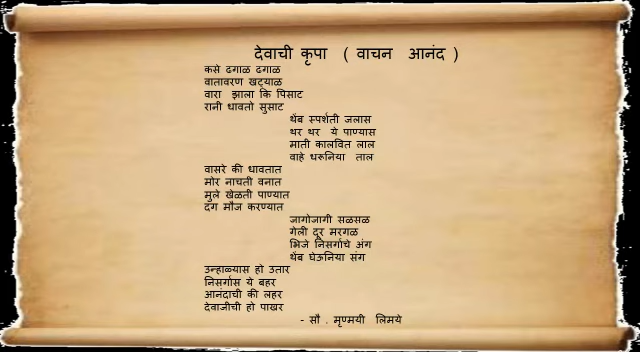 देवाची कृपा ( वाचन आनंद )
कसे ढगाळ ढगाळ
वातावरण खट्याळ
वारा झाला कि पिसाट
रानी धावतो सुसाट
थेंब स्पर्शती जलास
थर थर ये पाण्यास
माती कालवित लाल
वाहे धरुनिया ताल
वासरे की धावतात
मोर नाचती वनात
मुले खेळती पाण्यात
दंग मौज करण्यात
जागोजागी सळसळ
गेली दूर मरगळ
भिजे निसर्गाचे अंग
थेंब घेऊनिया संग
उन्हाळ्यास हो उतार
निसर्गास ये बहर
आनंदाची की लहर
देवाजीची हो पाखर
- सौ . मृण्मयी लिमये